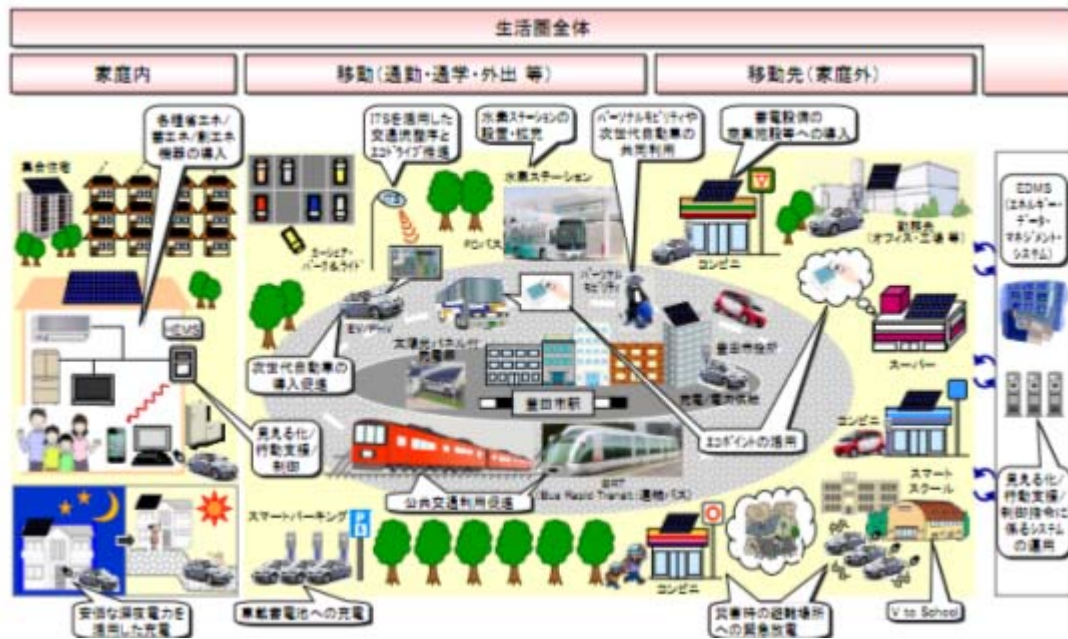 生活圏全体
家庭内
移動(通勤・通学・外出 等)
移動先(家庭外)
各種省エネ/
蓄エネ/創エネ
機器の導入
ITSを活用した
交通流整序と
エコドライブ推進
水素ステーションの
設置・拡充
パーソナルモビリティや
次世代自動車の
共同利用
蓄電設備の
商業施設等への導入
集合住宅
水素ステーション
FCバス
カーシェア・
パーク&ライド
パーソナル
モビリティ
コンビニ
勤務先
(オフィス・工場 等)
EDMS
(エネルギー・
データ・
マネジメント・
システム)
HEMS
EV/PHV
次世代自動車の
導入促進
太陽光パネル付
充電器
豊田市役所
充電/電力供給
スーパー
豊田市駅
見える化/
行動支援/
制御
エコポイントの活用
コンビニ
公共交通利用促進
BRT
Bus Rapid Transit(連結バス)
スマート
スクール
見える化/
行動支援/
制御指令に
係るシステム
の運用
スマートパーキング
P
コンビニ
安価な深夜電力を
活用した充電
車載蓄電池への充電
災害時の避難場所
への緊急放電
V to School